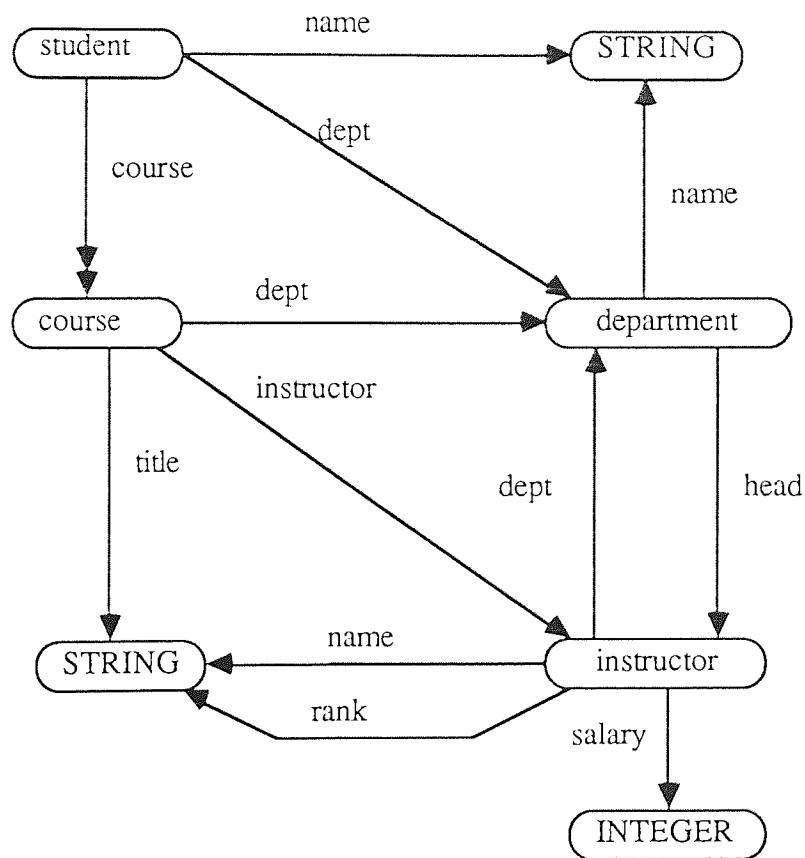 name
student
STRING
dept
course
name
dept
course
department
instructor
title
dept
head
name
STRING
instructor
rank
salary
INTEGER